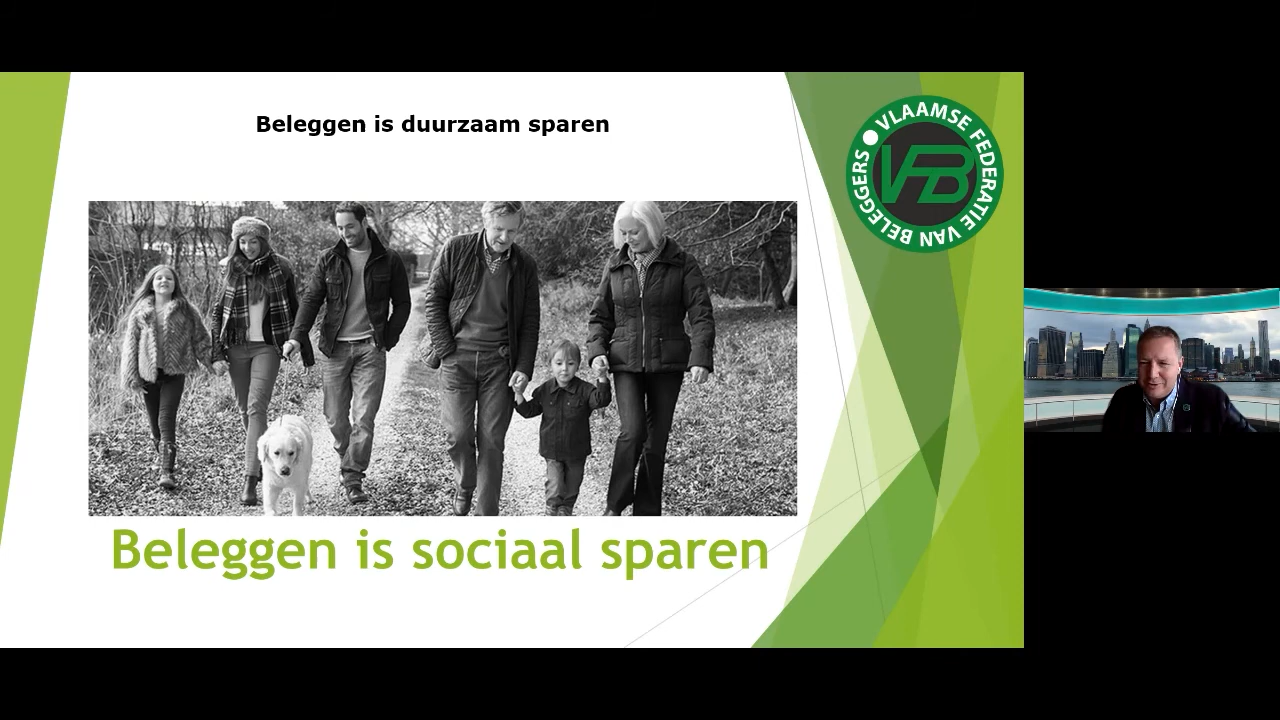 Beleggen is duurzaam sparen
VLAAMSE FEDERATIE VAN BELEGGERS
VFB
Beleggen is sociaal sparen